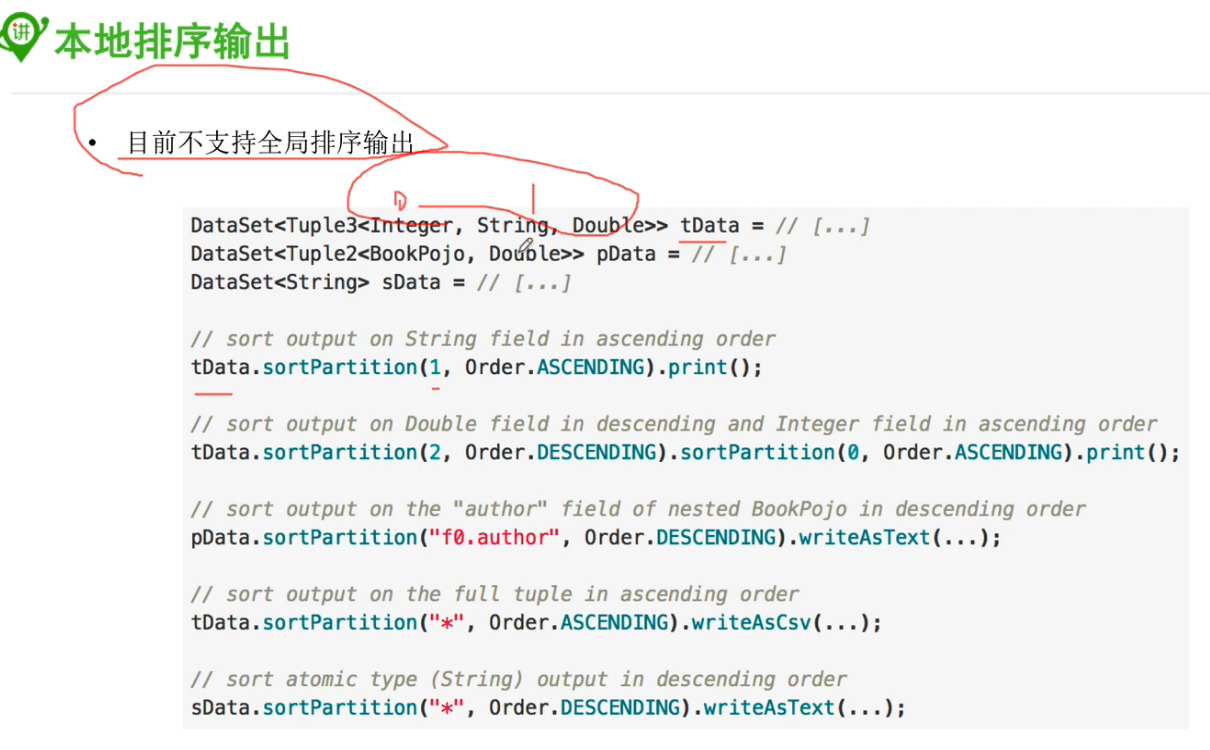 讲 本地排序输出
• 目前不支持全局排序输出
0 1
DataSet<Tuple3<Integer, String, Double>> tData = // [...]
DataSet<Tuple2<BookPojo, Double>> pData = // [...]
DataSet<String> sData = // [...]
// sort output on String field in ascending order
tData.sortPartition(1, Order.ASCENDING).print();
// sort output on Double field in descending and Integer field in ascending order
tData.sortPartition(2, Order.DESCENDING).sortPartition(0, Order.ASCENDING).print();
// sort output on the "author" field of nested BookPojo in descending order
pData.sortPartition("f0.author", Order.DESCENDING).writeAsText(...);
// sort output on the full tuple in ascending order
tData.sortPartition("*", Order.ASCENDING).writeAsCsv(...);
// sort atomic type (String) output in descending order
sData.sortPartition("*", Order.DESCENDING).writeAsText(...);